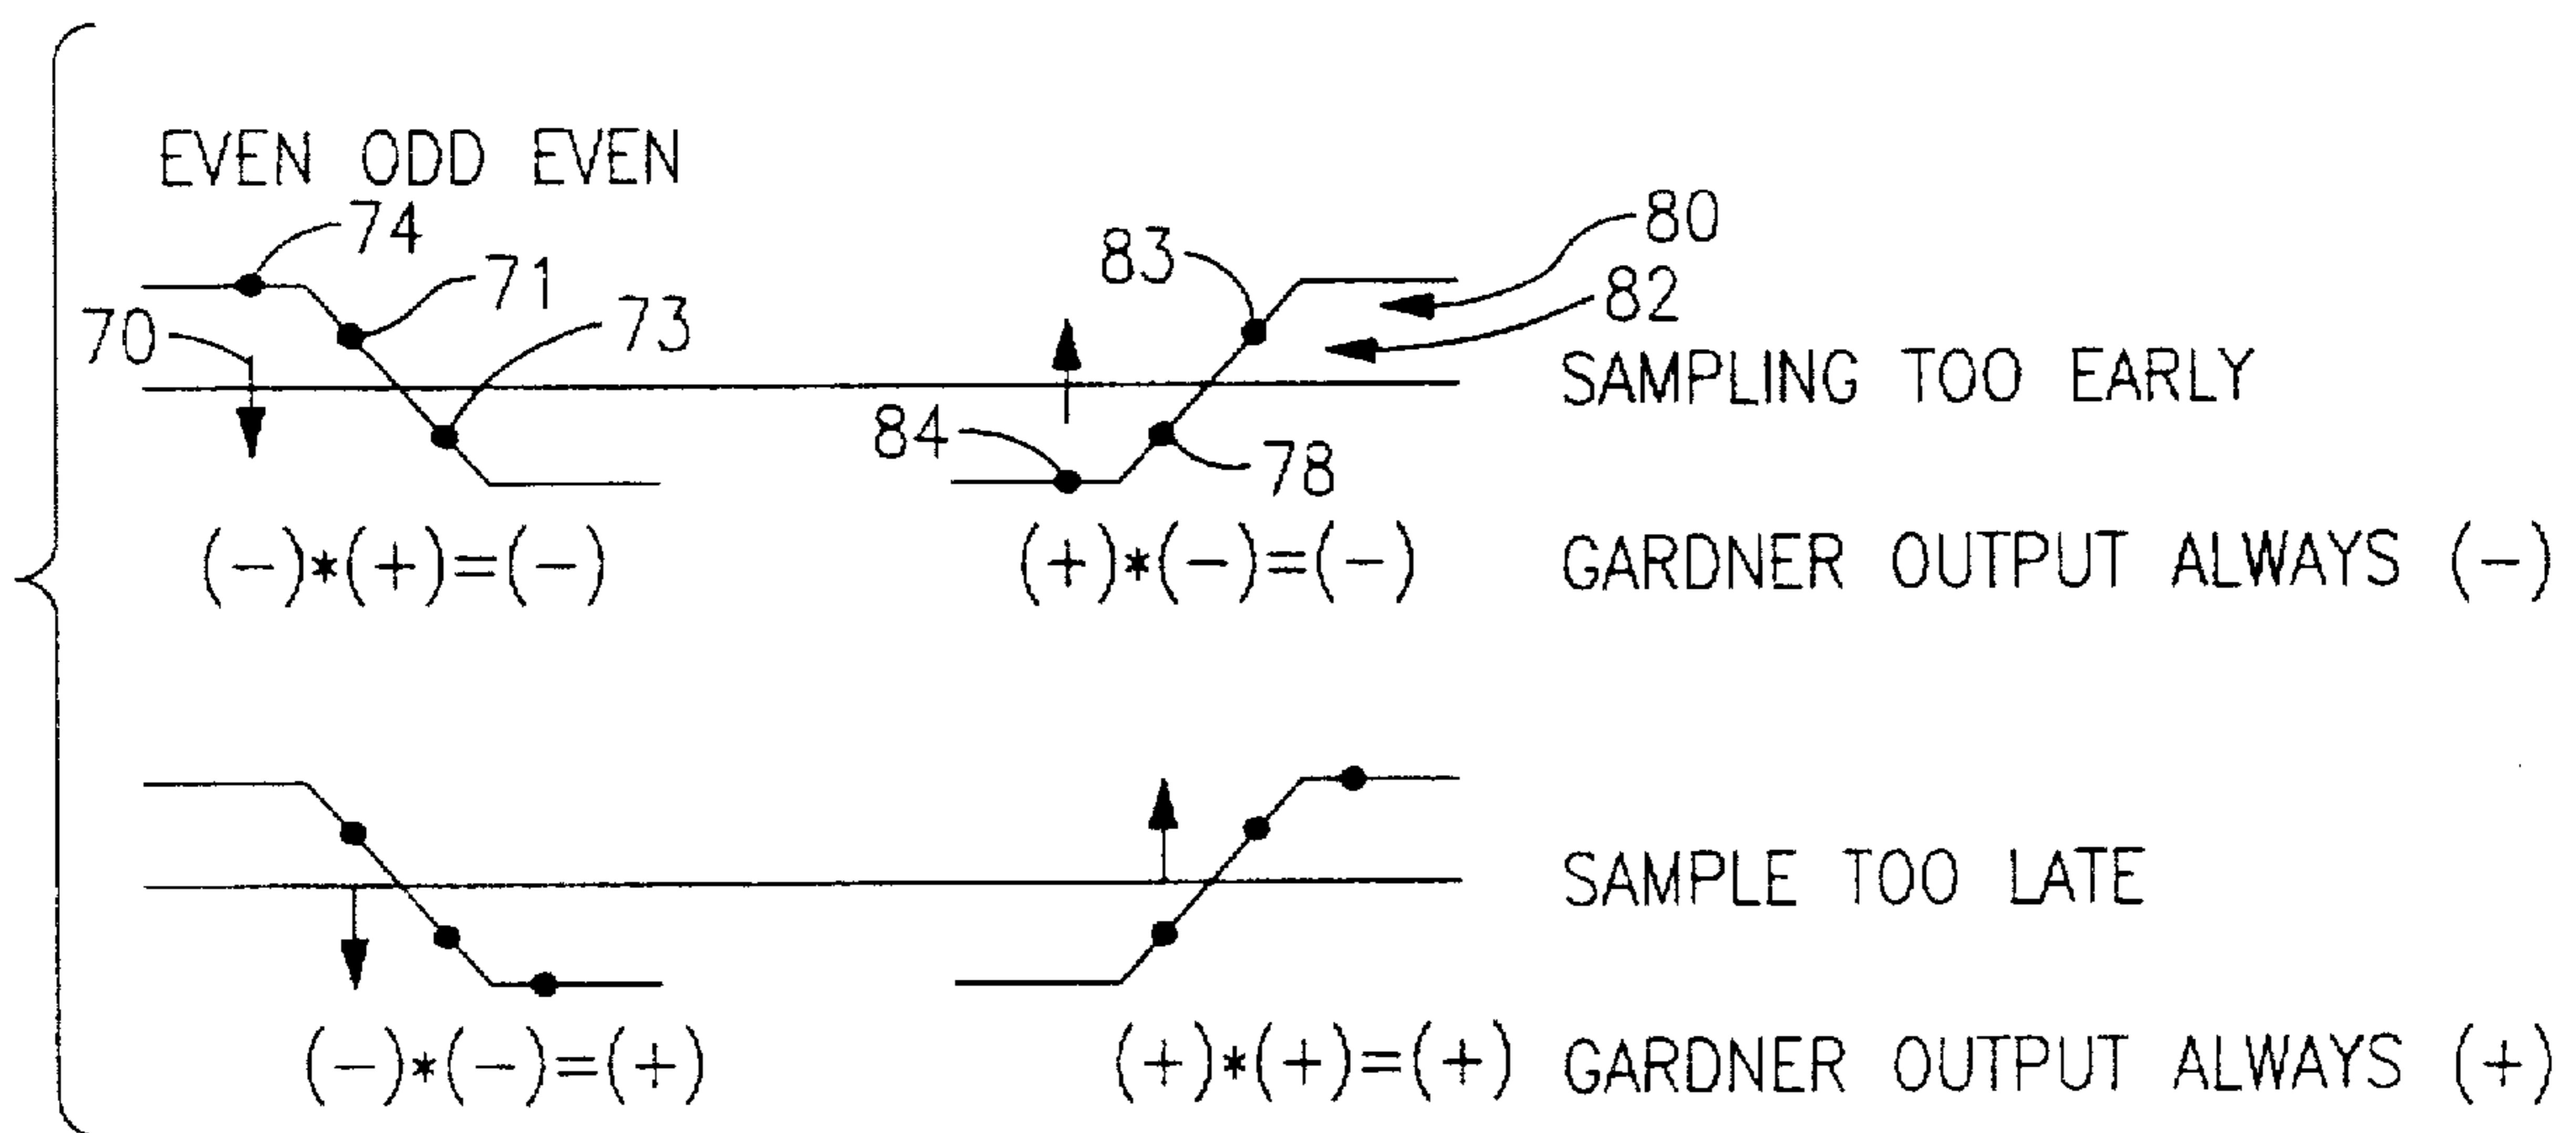 EVEN ODD EVEN
74
71
73
70
83
80
82
84
78
SAMPLING TOO EARLY
(-)*(+)=(-)
(+)*(-)=(-)
GARDNER OUTPUT ALWAYS (-)
SAMPLE TOO LATE
(-)*(-)=(+)
(+)*(+)=(+)
GARDNER OUTPUT ALWAYS (+)